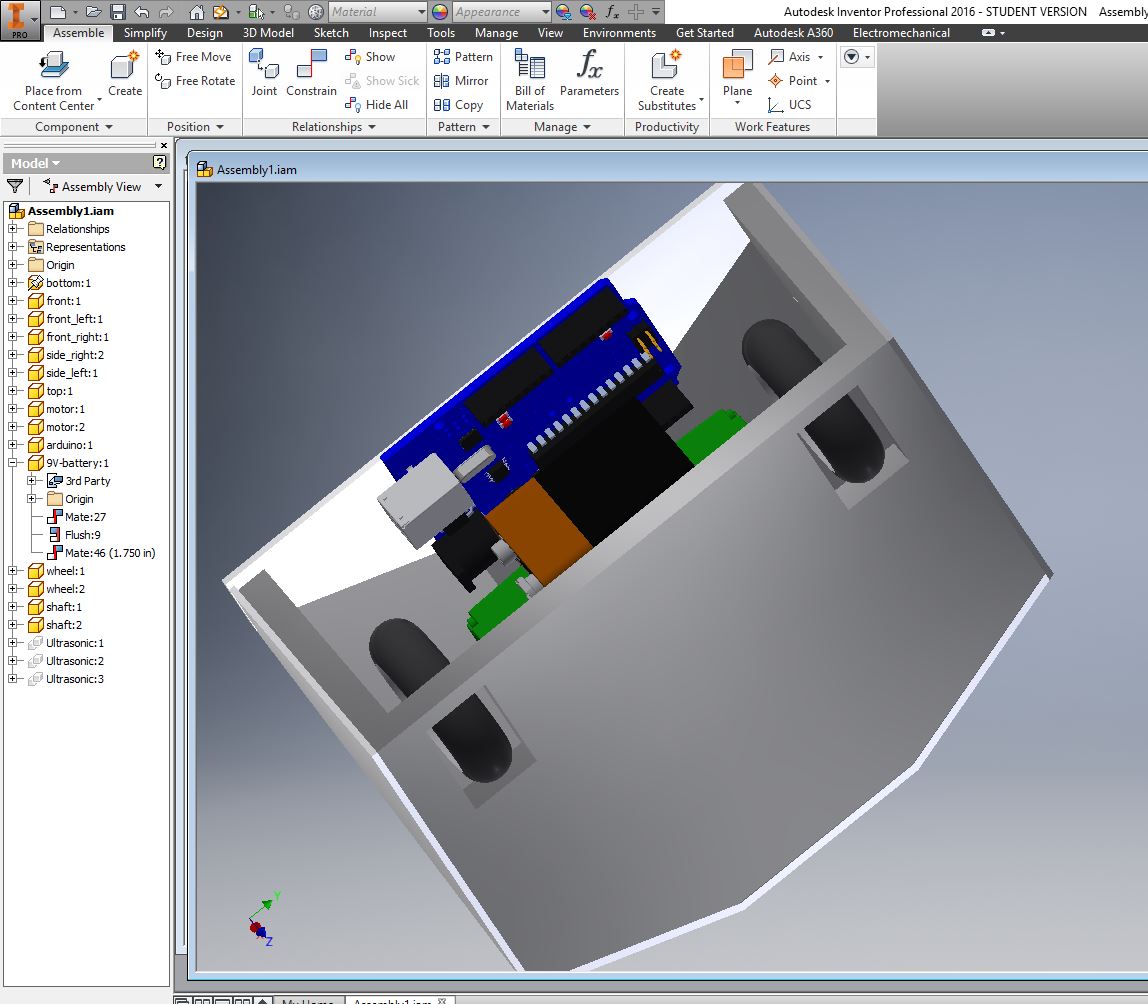 Material
Appearance
fx
Autodesk Inventor Professional 2016 - STUDENT VERSION Assembly
PRO
Assemble Simplify Design 3D Model Sketch Inspect Tools Manage View Environments Get Started Autodesk A360 Electromechanical
Place from
Content Center
Create
Free Move
Free Rotate
Joint
Constrain
Show
Show Sick
Hide All
Pattern
Mirror
Copy
Bill of
Materials
fx
Parameters
Create
Substitutes
Plane
Axis
Point
UCS
Component Position Relationships Pattern Manage Productivity Work Features
Model
?
Assembly View
Assembly1.iam
Relationships
Representations
Origin
bottom:1
front:1
front_left:1
front_right:1
side_right:2
side_left:1
top:1
motor:1
motor:2
arduino:1
9V-battery:1
3rd Party
Origin
Mate:27
Flush:9
Mate:46 (1.750 in)
wheel:1
wheel:2
shaft:1
shaft:2
Ultrasonic:1
Ultrasonic:2
Ultrasonic:3
Assembly1.iam
Y
Z
My Home
Assembly1.iam